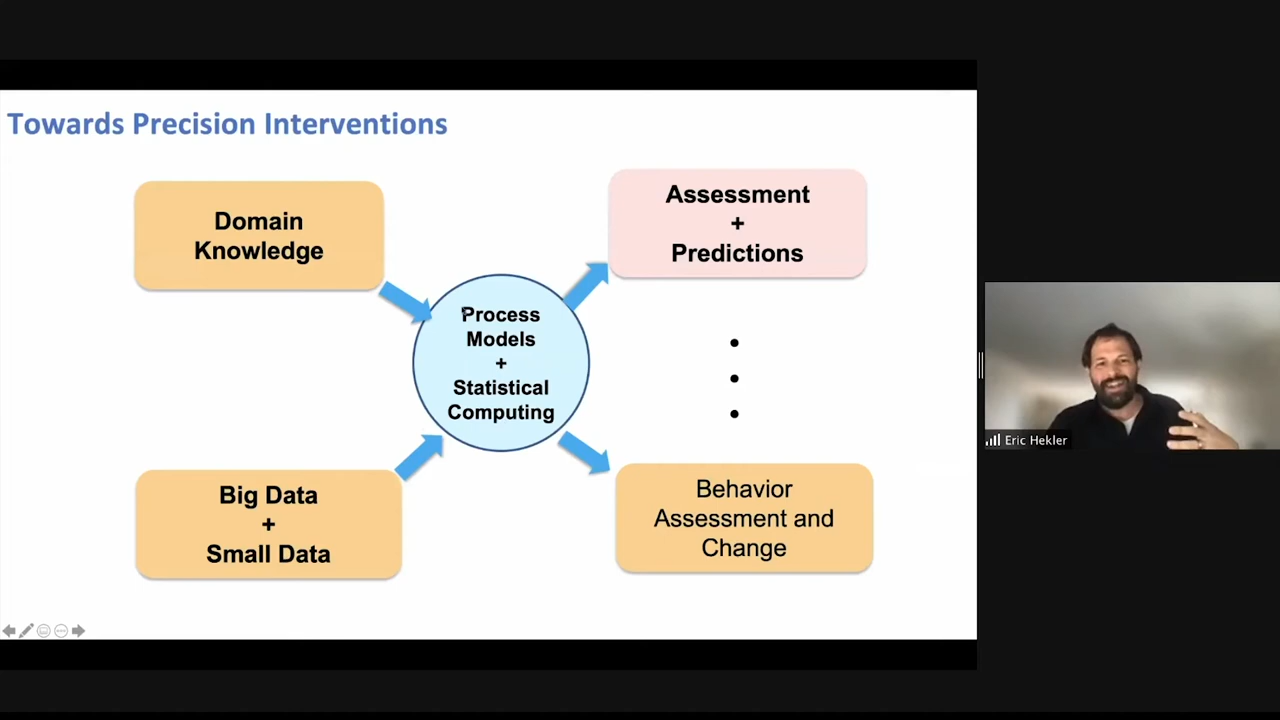 Towards Precision Interventions
Domain
Knowledge
Assessment
+
Predictions
Process
Models
+
Statistical
Computing
Big Data
+
Small Data
Behavior
Assessment and
Change
Eric Hekler